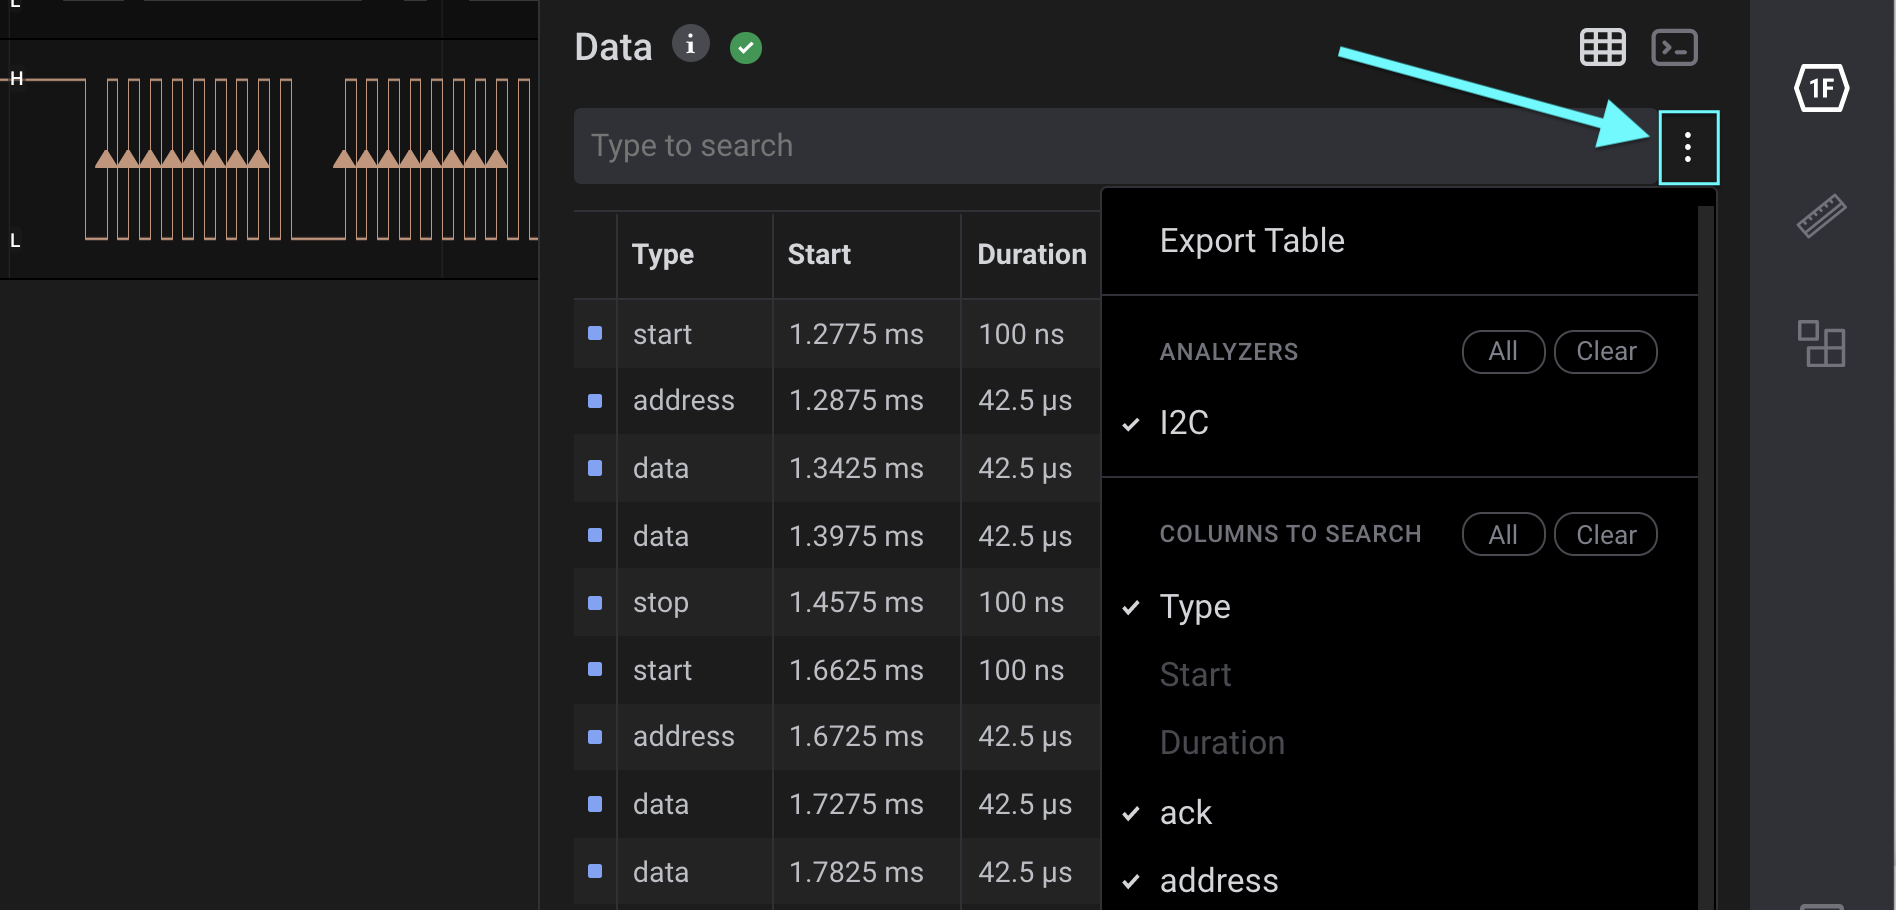 L
H
L
Data
i
1F
Type to search
Type Start Duration
start 1.2775 ms 100 ns
address 1.2875 ms 42.5 µs
data 1.3425 ms 42.5 µs
data 1.3975 ms 42.5 µs
stop 1.4575 ms 100 ns
start 1.6625 ms 100 ns
address 1.6725 ms 42.5 µs
data 1.7275 ms 42.5 µs
data 1.7825 ms 42.5 µs
Export Table
ANALYZERS All Clear
I2C
COLUMNS TO SEARCH All Clear
Type
Start
Duration
ack
address